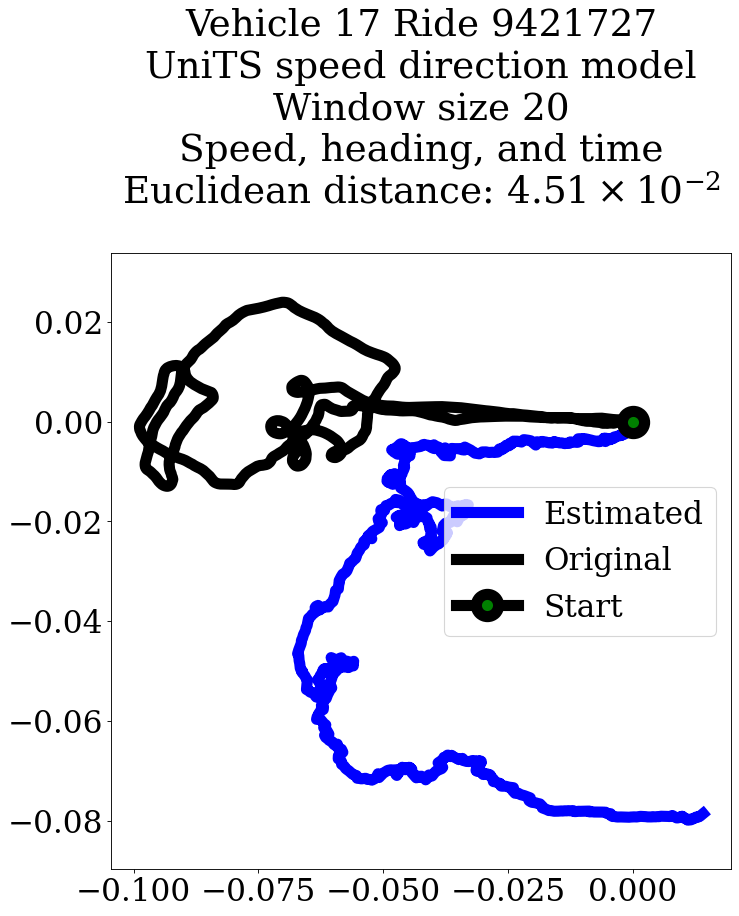 Vehicle 17 Ride 9421727
UniTS speed direction model
Window size 20
Speed, heading, and time
Euclidean distance: 4.51 × 10⁻²
0.02
0.00
−0.02
−0.04
−0.06
−0.08
Estimated
Original
Start
−0.100 −0.075 −0.050 −0.025 0.000